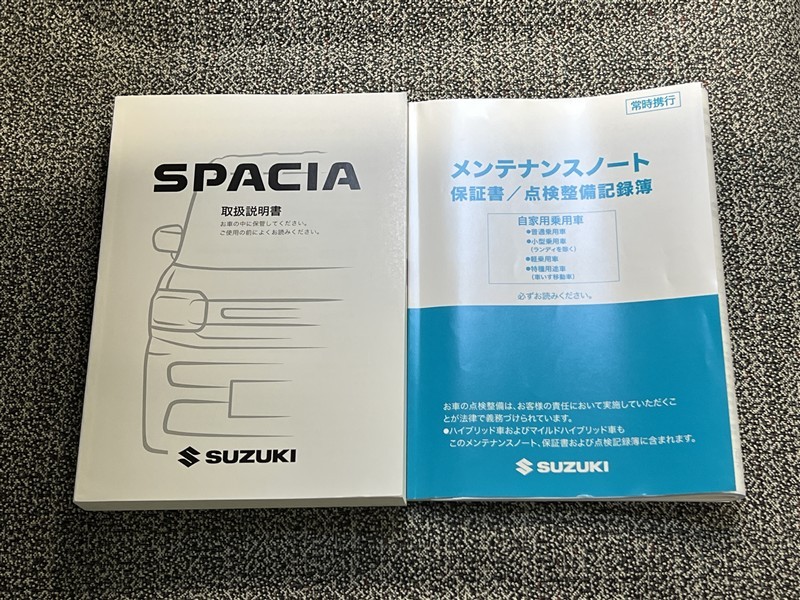 SPACIA
取扱説明書
お車の中に保管してください。
ご使用の前によくお読みください。
SUZUKI
常時携行
メンテナンスノート
保証書／点検整備記録簿
自家用乗用車
●普通乗用車
●小型乗用車
(ランディを除く)
●軽乗用車
●特種用途車
(車いす移動車)
必ずお読みください。
お車の点検整備は、お客様の責任において実施していただくこ
とが法律で義務づけられています。
●ハイブリッド車およびマイルドハイブリッド車も
このメンテナンスノート、保証書および点検記録簿に含まれます。
SUZUKI